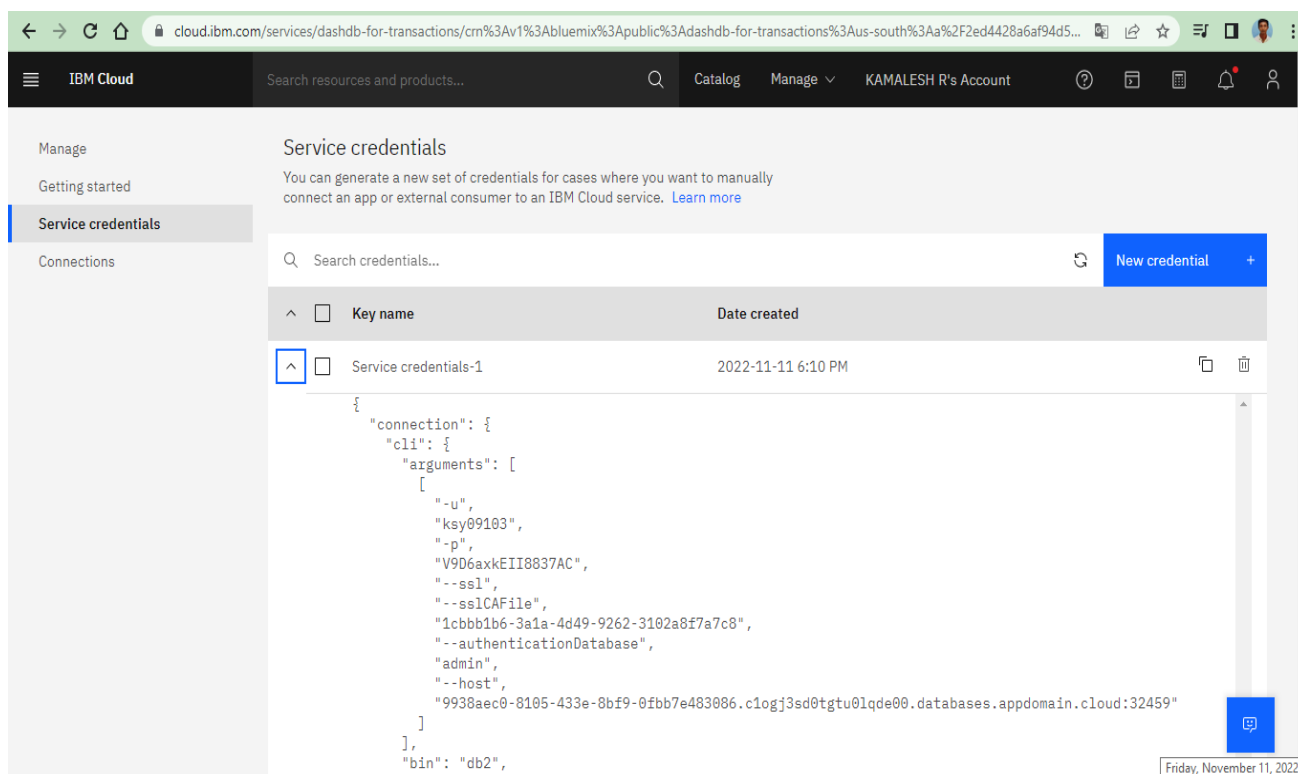 cloud.ibm.com/services/dashdb-for-transactions/crn%3Av1%3Abluemix%3Apublic%3Adashdb-for-transactions%3Aus-south%3Aa%2F2ed4428a6af94d5...
IBM Cloud
Search resources and products...
Catalog
Manage
KAMALESH R's Account
Manage
Getting started
Service credentials
Connections
Service credentials
You can generate a new set of credentials for cases where you want to manually
connect an app or external consumer to an IBM Cloud service. Learn more
Search credentials...
New credential +
Key name
Date created
Service credentials-1
2022-11-11 6:10 PM
{
"connection": {
"cli": {
"arguments": [
[
"-u",
"ksy09103",
"-p",
"V9D6axkEII8837AC",
"--ssl",
"--sslCAFile",
"1cbbb1b6-3a1a-4d49-9262-3102a8f7a7c8",
"--authenticationDatabase",
"admin",
"--host",
"9938aec0-8105-433e-8bf9-0fbb7e483086.c1ogj3sd0tgtu0lqde00.databases.appdomain.cloud:32459"
]
],
"bin": "db2",
Friday, November 11, 2022